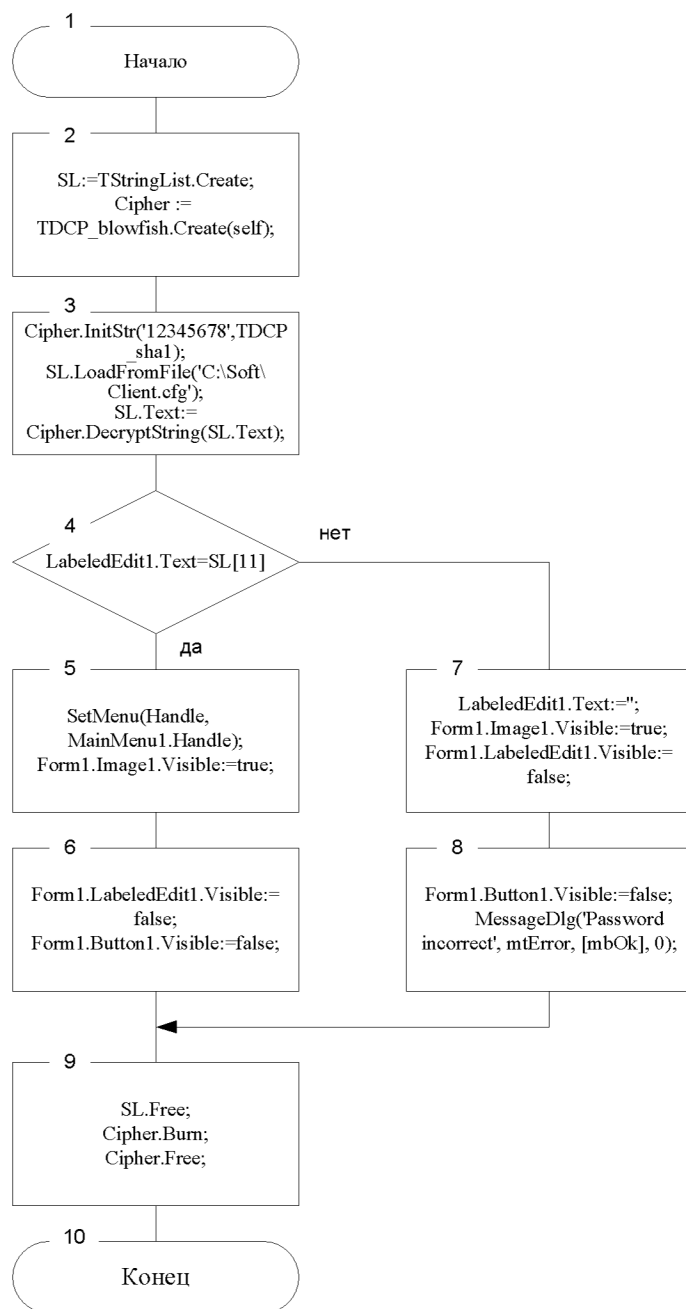 1
Начало
2
SL:=TStringList.Create;
Cipher :=
TDCP_blowfish.Create(self);
3
Cipher.InitStr('12345678',TDCP
_sha1);
SL.LoadFromFile('C:\Soft\
Client.cfg');
SL.Text:=
Cipher.DecryptString(SL.Text);
4
LabeledEdit1.Text=SL[11]
нет
да
5
SetMenu(Handle,
MainMenu1.Handle);
Form1.Image1.Visible:=true;
7
LabeledEdit1.Text:='';
Form1.Image1.Visible:=true;
Form1.LabeledEdit1.Visible:=
false;
6
Form1.LabeledEdit1.Visible:=
false;
Form1.Button1.Visible:=false;
8
Form1.Button1.Visible:=false;
MessageDlg('Password
incorrect', mtError, [mbOk], 0);
9
SL.Free;
Cipher.Burn;
Cipher.Free;
10
Конец